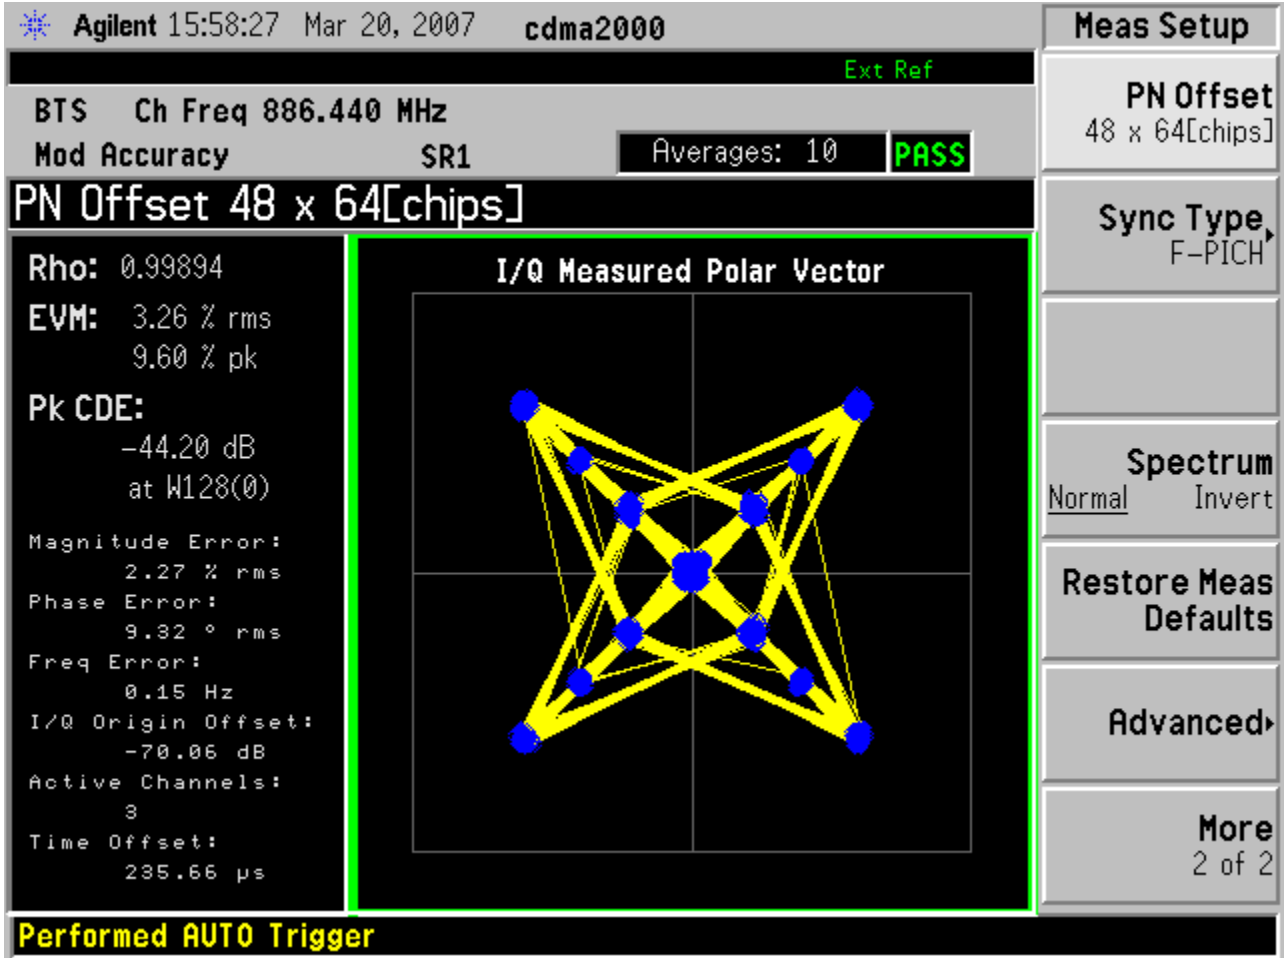 Agilent 15:58:27 Mar 20, 2007 cdma2000
Meas Setup
Ext Ref
BTS Ch Freq 886.440 MHz
Mod Accuracy SR1 Averages: 10 PASS
PN Offset 48 x 64[chips]
Rho: 0.99894
EVM: 3.26 % rms
9.60 % pk
Pk CDE:
-44.20 dB
at W128(0)
Magnitude Error:
2.27 % rms
Phase Error:
9.32 ° rms
Freq Error:
0.15 Hz
I/Q Origin Offset:
-70.06 dB
Active Channels:
3
Time Offset:
235.66 µs
I/Q Measured Polar Vector
PN Offset
48 x 64[chips]
Sync Type
F-PICH
Spectrum
Normal Invert
Restore Meas
Defaults
Advanced
More
2 of 2
Performed AUTO Trigger